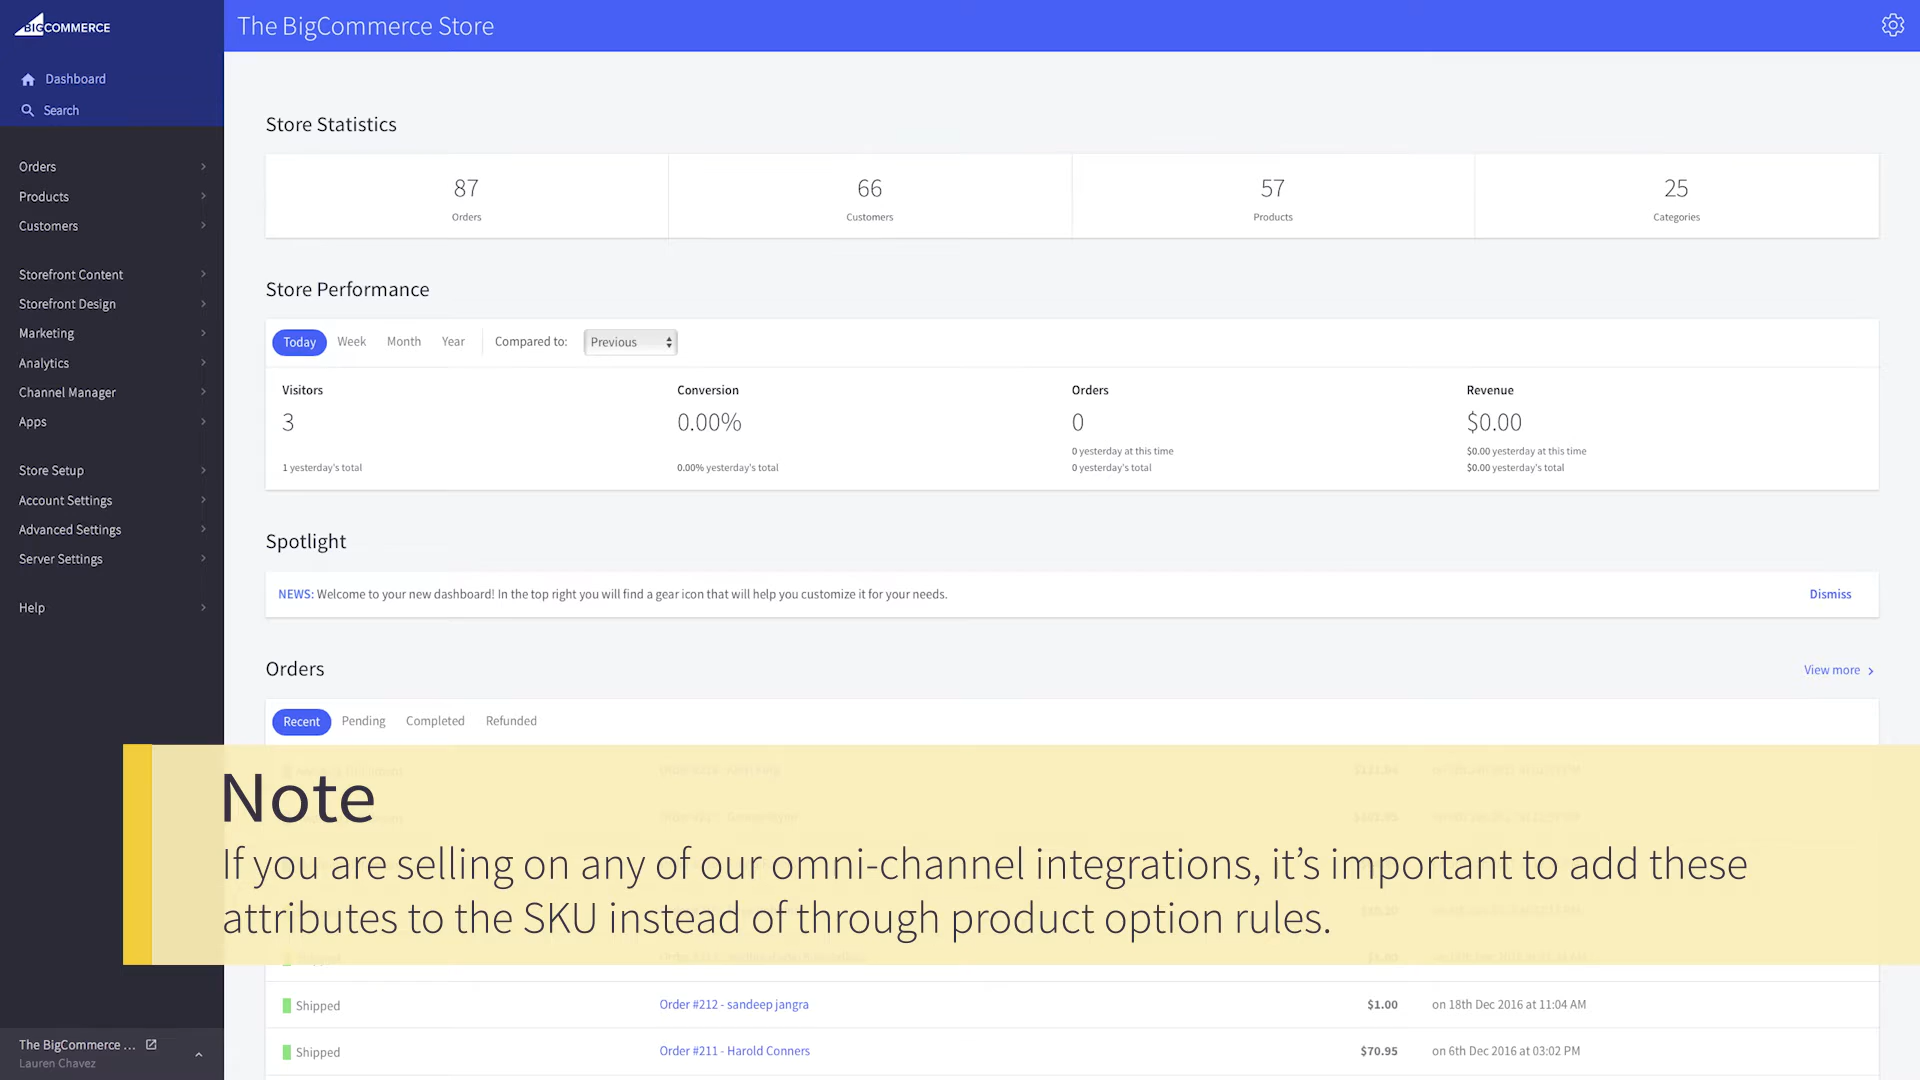 BIGCOMMERCE
The BigCommerce Store
Dashboard
Search
Orders
Products
Customers
Storefront Content
Storefront Design
Marketing
Analytics
Channel Manager
Apps
Store Setup
Account Settings
Advanced Settings
Server Settings
Help
The BigCommerce ...
Lauren Chavez
Store Statistics
87 66 57 25
Orders Customers Products Categories
Store Performance
Today Week Month Year Compared to: Previous
Visitors Conversion Orders Revenue
3 0.00% 0 $0.00
0 yesterday at this time $0.00 yesterday at this time
1 yesterday's total 0.00% yesterday's total 0 yesterday's total $0.00 yesterday's total
Spotlight
NEWS: Welcome to your new dashboard! In the top right you will find a gear icon that will help you customize it for your needs. Dismiss
Orders View more
Recent Pending Completed Refunded
Note
If you are selling on any of our omni-channel integrations, it’s important to add these
attributes to the SKU instead of through product option rules.
Shipped Order #212 - sandeep jangra $1.00 on 18th Dec 2016 at 11:04 AM
Shipped Order #211 - Harold Conners $70.95 on 6th Dec 2016 at 03:02 PM